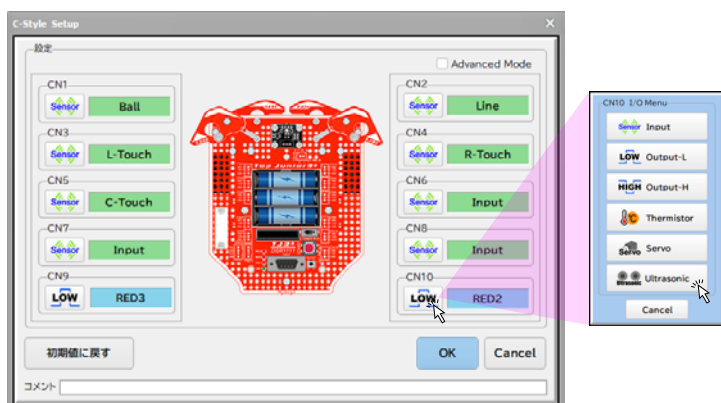 C-Style Setup
設定
Advanced Mode
CN1
Sensor Ball
CN2
Sensor Line
CN3
Sensor L-Touch
CN4
Sensor R-Touch
CN5
Sensor C-Touch
CN6
Sensor Input
CN7
Sensor Input
CN8
Sensor Input
CN9
LOW RED3
CN10
LOW RED2
初期値に戻す
OK
Cancel
コメント
CN10 I/O Menu
Sensor Input
LOW Output-L
HIGH Output-H
Thermistor
Servo Servo
Ultrasonic Ultrasonic
Cancel